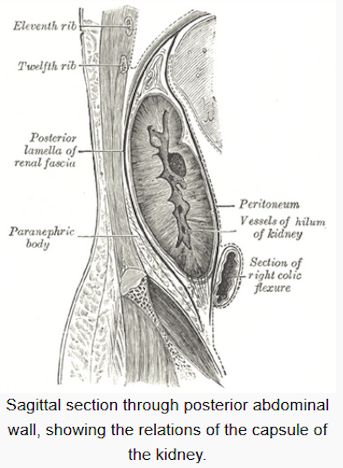 Eleventh rib
Twelfth rib
Posterior
lamella of
renal fascia
Paranephric
body
Peritoneum
Vessels of hilum
of kidney
Section of
right colic
flexure
Sagittal section through posterior abdominal
wall, showing the relations of the capsule of
the kidney.